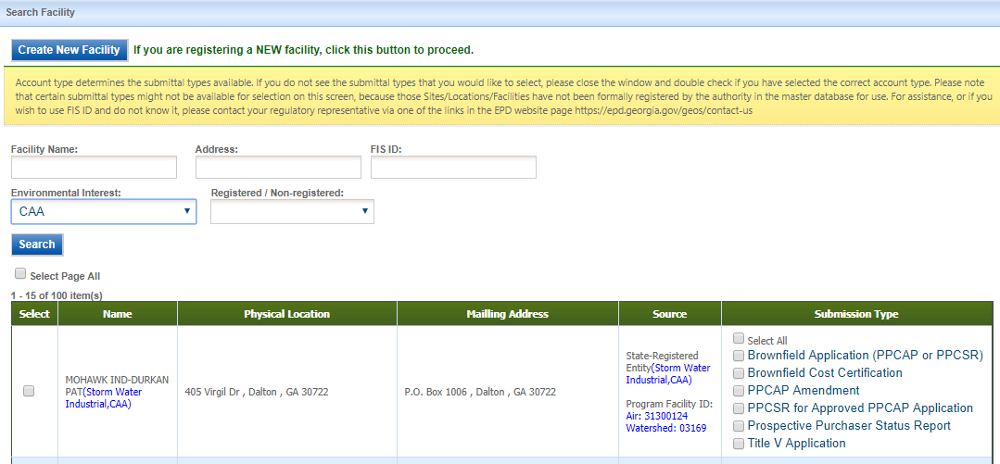 Search Facility
Create New Facility If you are registering a NEW facility, click this button to proceed.
Account type determines the submittal types available. If you do not see the submittal types that you would like to select, please close the window and double check if you have selected the correct account type. Please note
that certain submittal types might not be available for selection on this screen, because those Sites/Locations/Facilities have not been formally registered by the authority in the master database for use. For assistance, or if you
wish to use FIS ID and do not know it, please contact your regulatory representative via one of the links in the EPD website page https://epd.georgia.gov/geos/contact-us
Facility Name: Address: FIS ID:
Environmental Interest: Registered / Non-registered:
CAA
Search
Select Page All
1 - 15 of 100 item(s)
Select Name Physical Location Mailling Address Source Submission Type
MOHAWK IND-DURKAN
PAT(Storm Water
Industrial,CAA)
405 Virgil Dr , Dalton , GA 30722
P.O. Box 1006 , Dalton , GA 30722
State-Registered
Entity(Storm Water
Industrial,CAA)
Program Facility ID:
Air: 31300124
Watershed: 03169
Select All
Brownfield Application (PPCAP or PPCSR)
Brownfield Cost Certification
PPCAP Amendment
PPCSR for Approved PPCAP Application
Prospective Purchaser Status Report
Title V Application